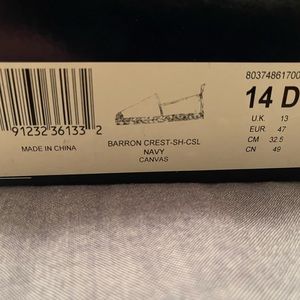 80374861700
14 D
U.K. 13
EUR. 47
CM 32.5
CN 49
91232 36133 2
MADE IN CHINA
BARRON CREST-SH-CSL
NAVY
CANVAS